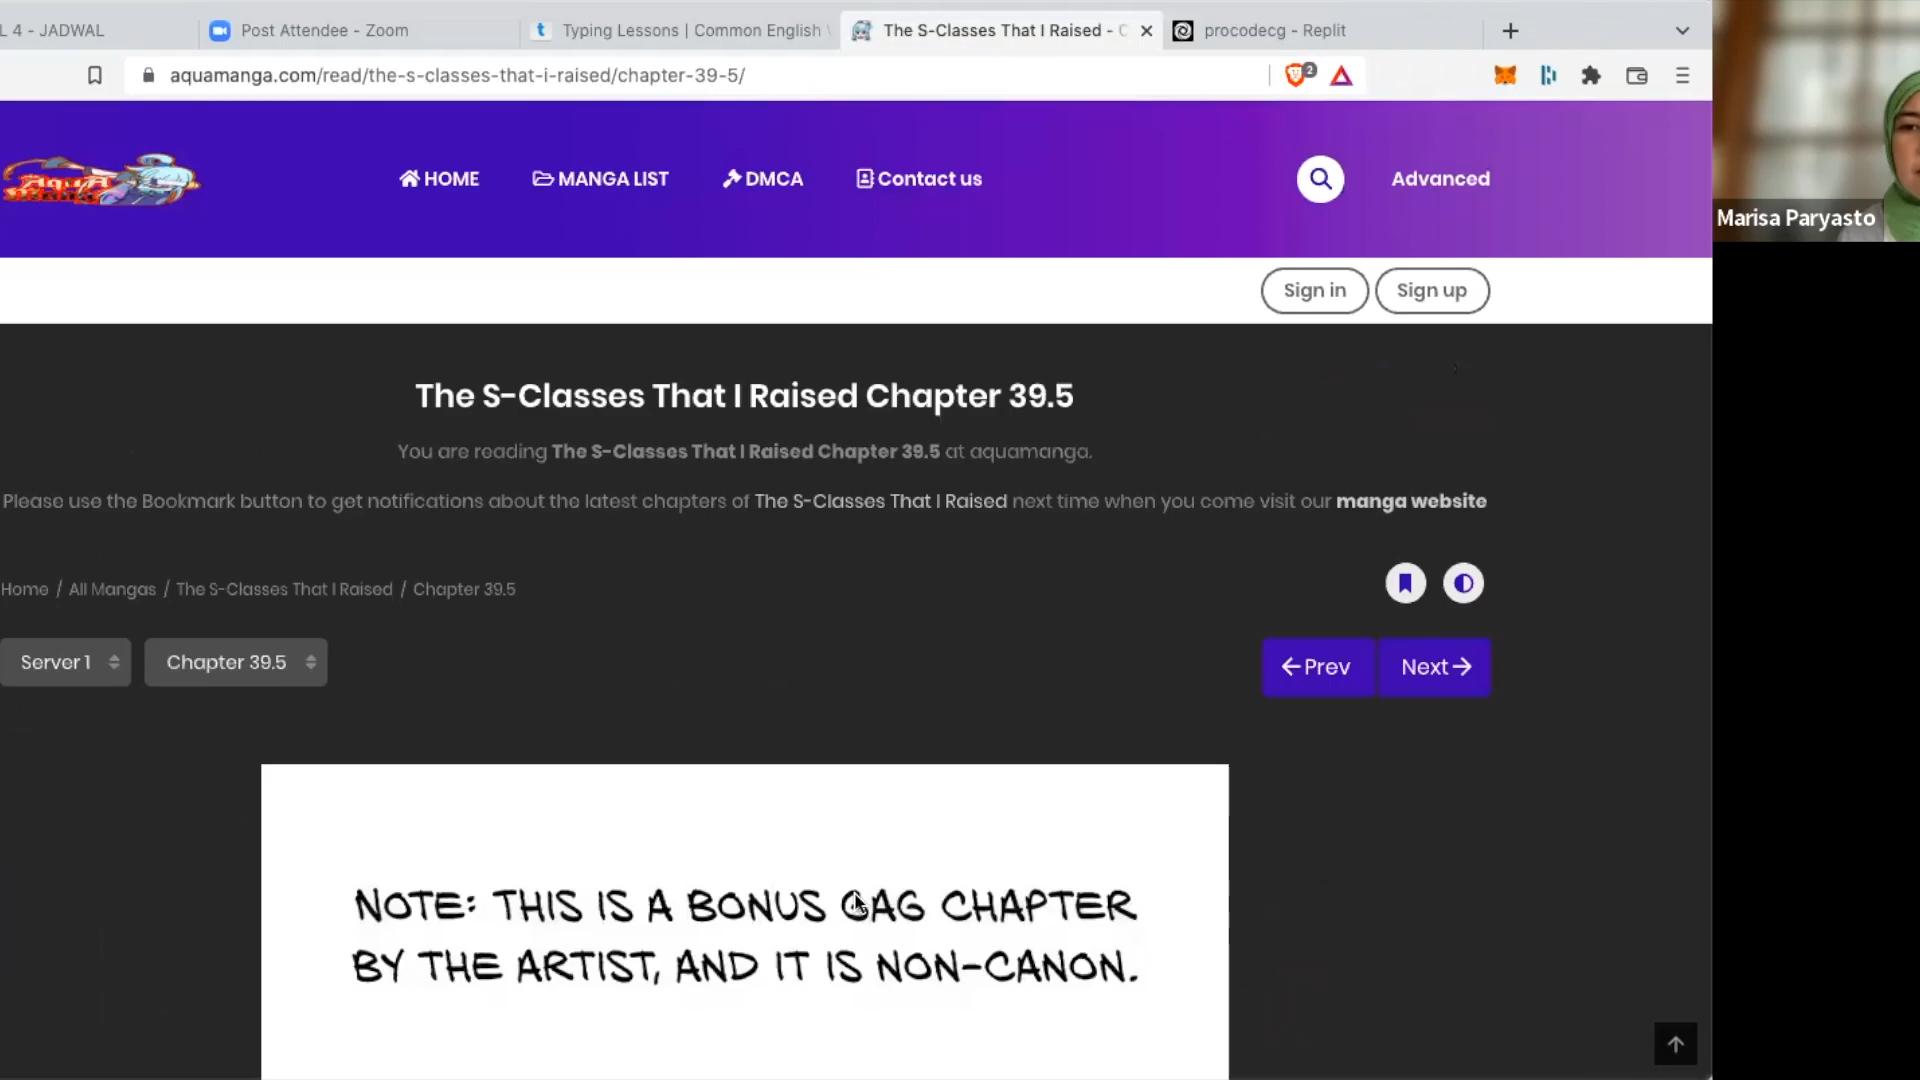 L 4 - JADWAL
Post Attendee - Zoom
Typing Lessons | Common English
The S-Classes That I Raised -
procodecg - Replit
aquamanga.com/read/the-s-classes-that-i-raised/chapter-39-5/
2
HOME
MANGA LIST
DMCA
Contact us
Advanced
Marisa Paryasto
Sign in
Sign up
The S-Classes That I Raised Chapter 39.5
You are reading The S-Classes That I Raised Chapter 39.5 at aquamanga.
Please use the Bookmark button to get notifications about the latest chapters of The S-Classes That I Raised next time when you come visit our manga website
Home / All Mangas / The S-Classes That I Raised / Chapter 39.5
Server 1
Chapter 39.5
Prev
Next
NOTE: THIS IS A BONUS GAG CHAPTER
BY THE ARTIST, AND IT IS NON-CANON.